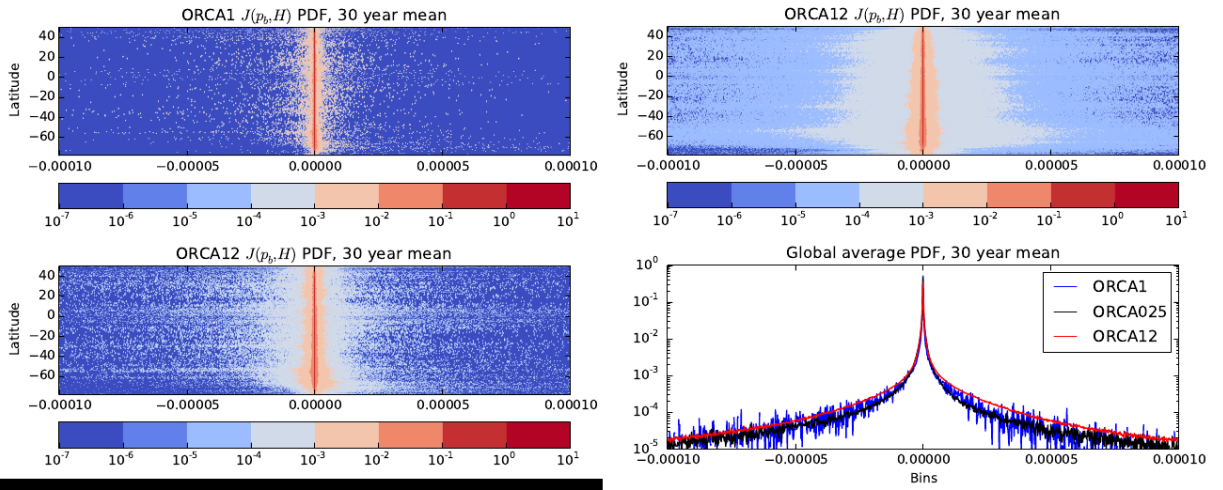 ORCA1 J(p_b,H) PDF, 30 year mean
Latitude
40
20
0
−20
−40
−60
−0.00010 −0.00005 0.00000 0.00005 0.00010
10^-7 10^-6 10^-5 10^-4 10^-3 10^-2 10^-1 10^0 10^1
ORCA12 J(p_b,H) PDF, 30 year mean
Latitude
40
20
0
−20
−40
−60
−0.00010 −0.00005 0.00000 0.00005 0.00010
10^-7 10^-6 10^-5 10^-4 10^-3 10^-2 10^-1 10^0 10^1
ORCA12 J(p_b,H) PDF, 30 year mean
Latitude
40
20
0
−20
−40
−60
−0.00010 −0.00005 0.00000 0.00005 0.00010
10^-7 10^-6 10^-5 10^-4 10^-3 10^-2 10^-1 10^0 10^1
Global average PDF, 30 year mean
10^0
10^-1
10^-2
10^-3
10^-4
10^-5
ORCA1
ORCA025
ORCA12
−0.00010 −0.00005 0.00000 0.00005 0.00010
Bins